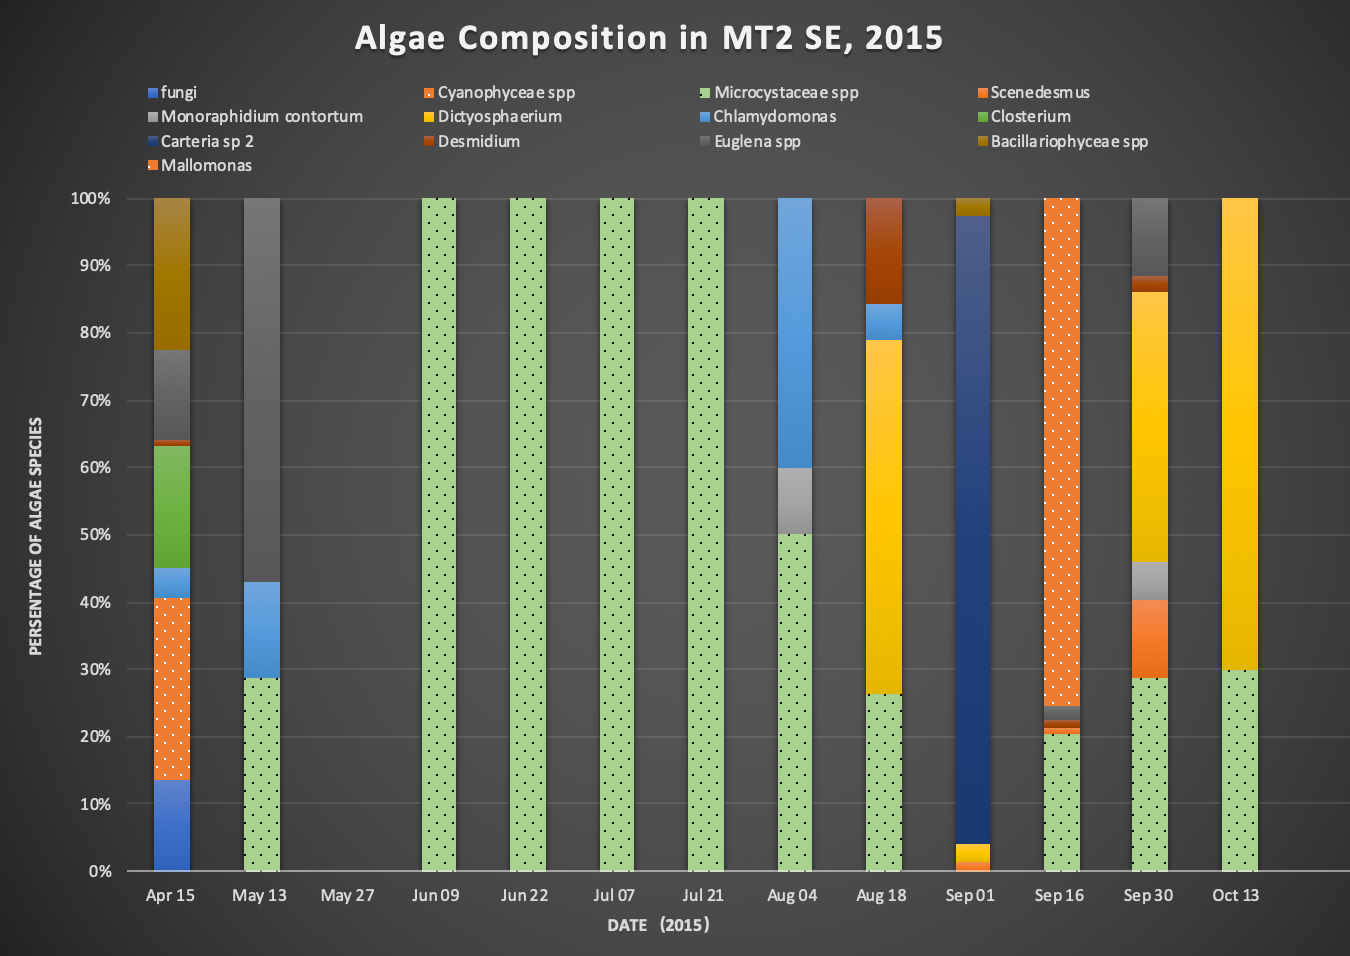 Algae Composition in MT2 SE, 2015
fungi Cyanophyceae spp Microcystaceae spp Scenedesmus
Monoraphidium contortum Dictyosphaerium Chlamydomonas Closterium
Carteria sp 2 Desmidium Euglena spp Bacillariophyceae spp
Mallomonas
100%
90%
80%
70%
60%
50%
40%
30%
20%
10%
0%
PERSENTAGE OF ALGAE SPECIES
Apr 15 May 13 May 27 Jun 09 Jun 22 Jul 07 Jul 21 Aug 04 Aug 18 Sep 01 Sep 16 Sep 30 Oct 13
DATE (2015)